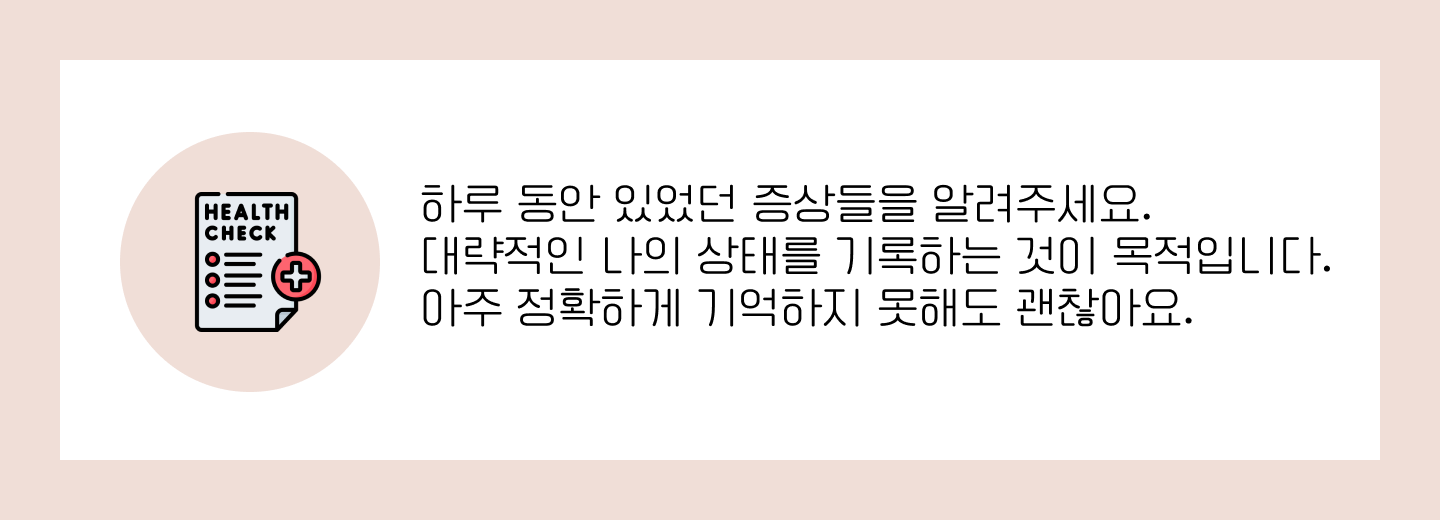 HEALTH
CHECK
하루 동안 있었던 증상들을 알려주세요.
대략적인 나의 상태를 기록하는 것이 목적입니다.
아주 정확하게 기억하지 못해도 괜찮아요.